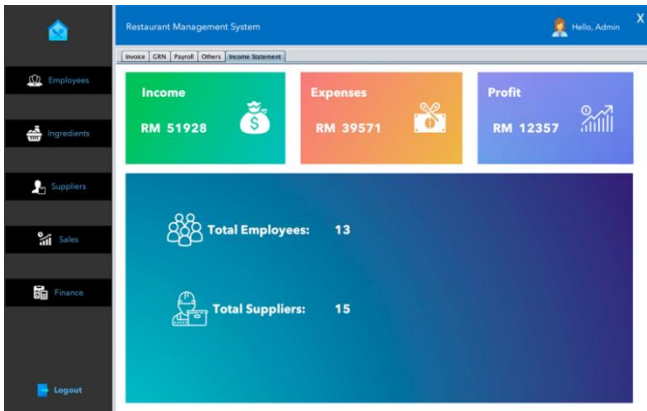 Restaurant Management System
Hello, Admin
X
Invoice GRN Payroll Others Income Statement
Employees
Ingredients
Suppliers
Sales
Finance
Logout
Income
RM 51928
Expenses
RM 39571
Profit
RM 12357
Total Employees: 13
Total Suppliers: 15